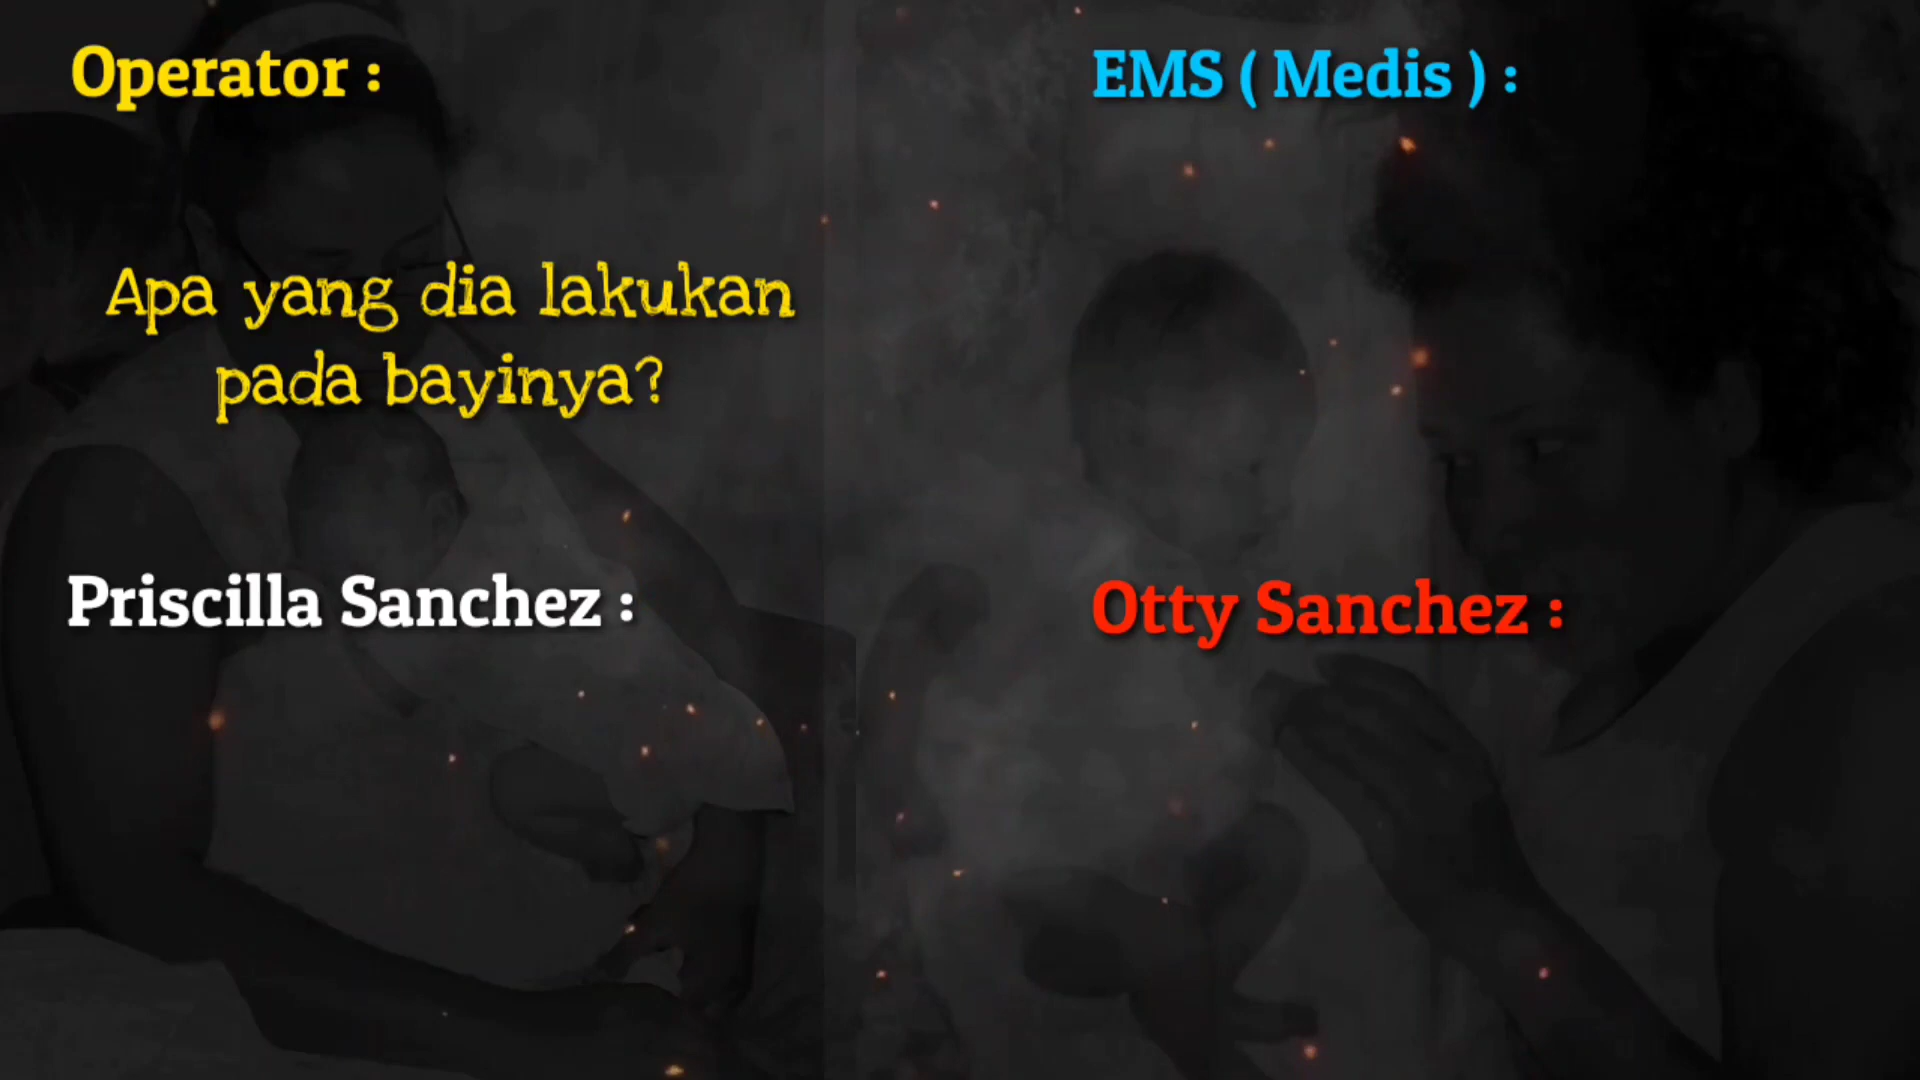 Operator :
Apa yang dia lakukan
pada bayinya?
EMS ( Medis ) :
Priscilla Sanchez :
Otty Sanchez :